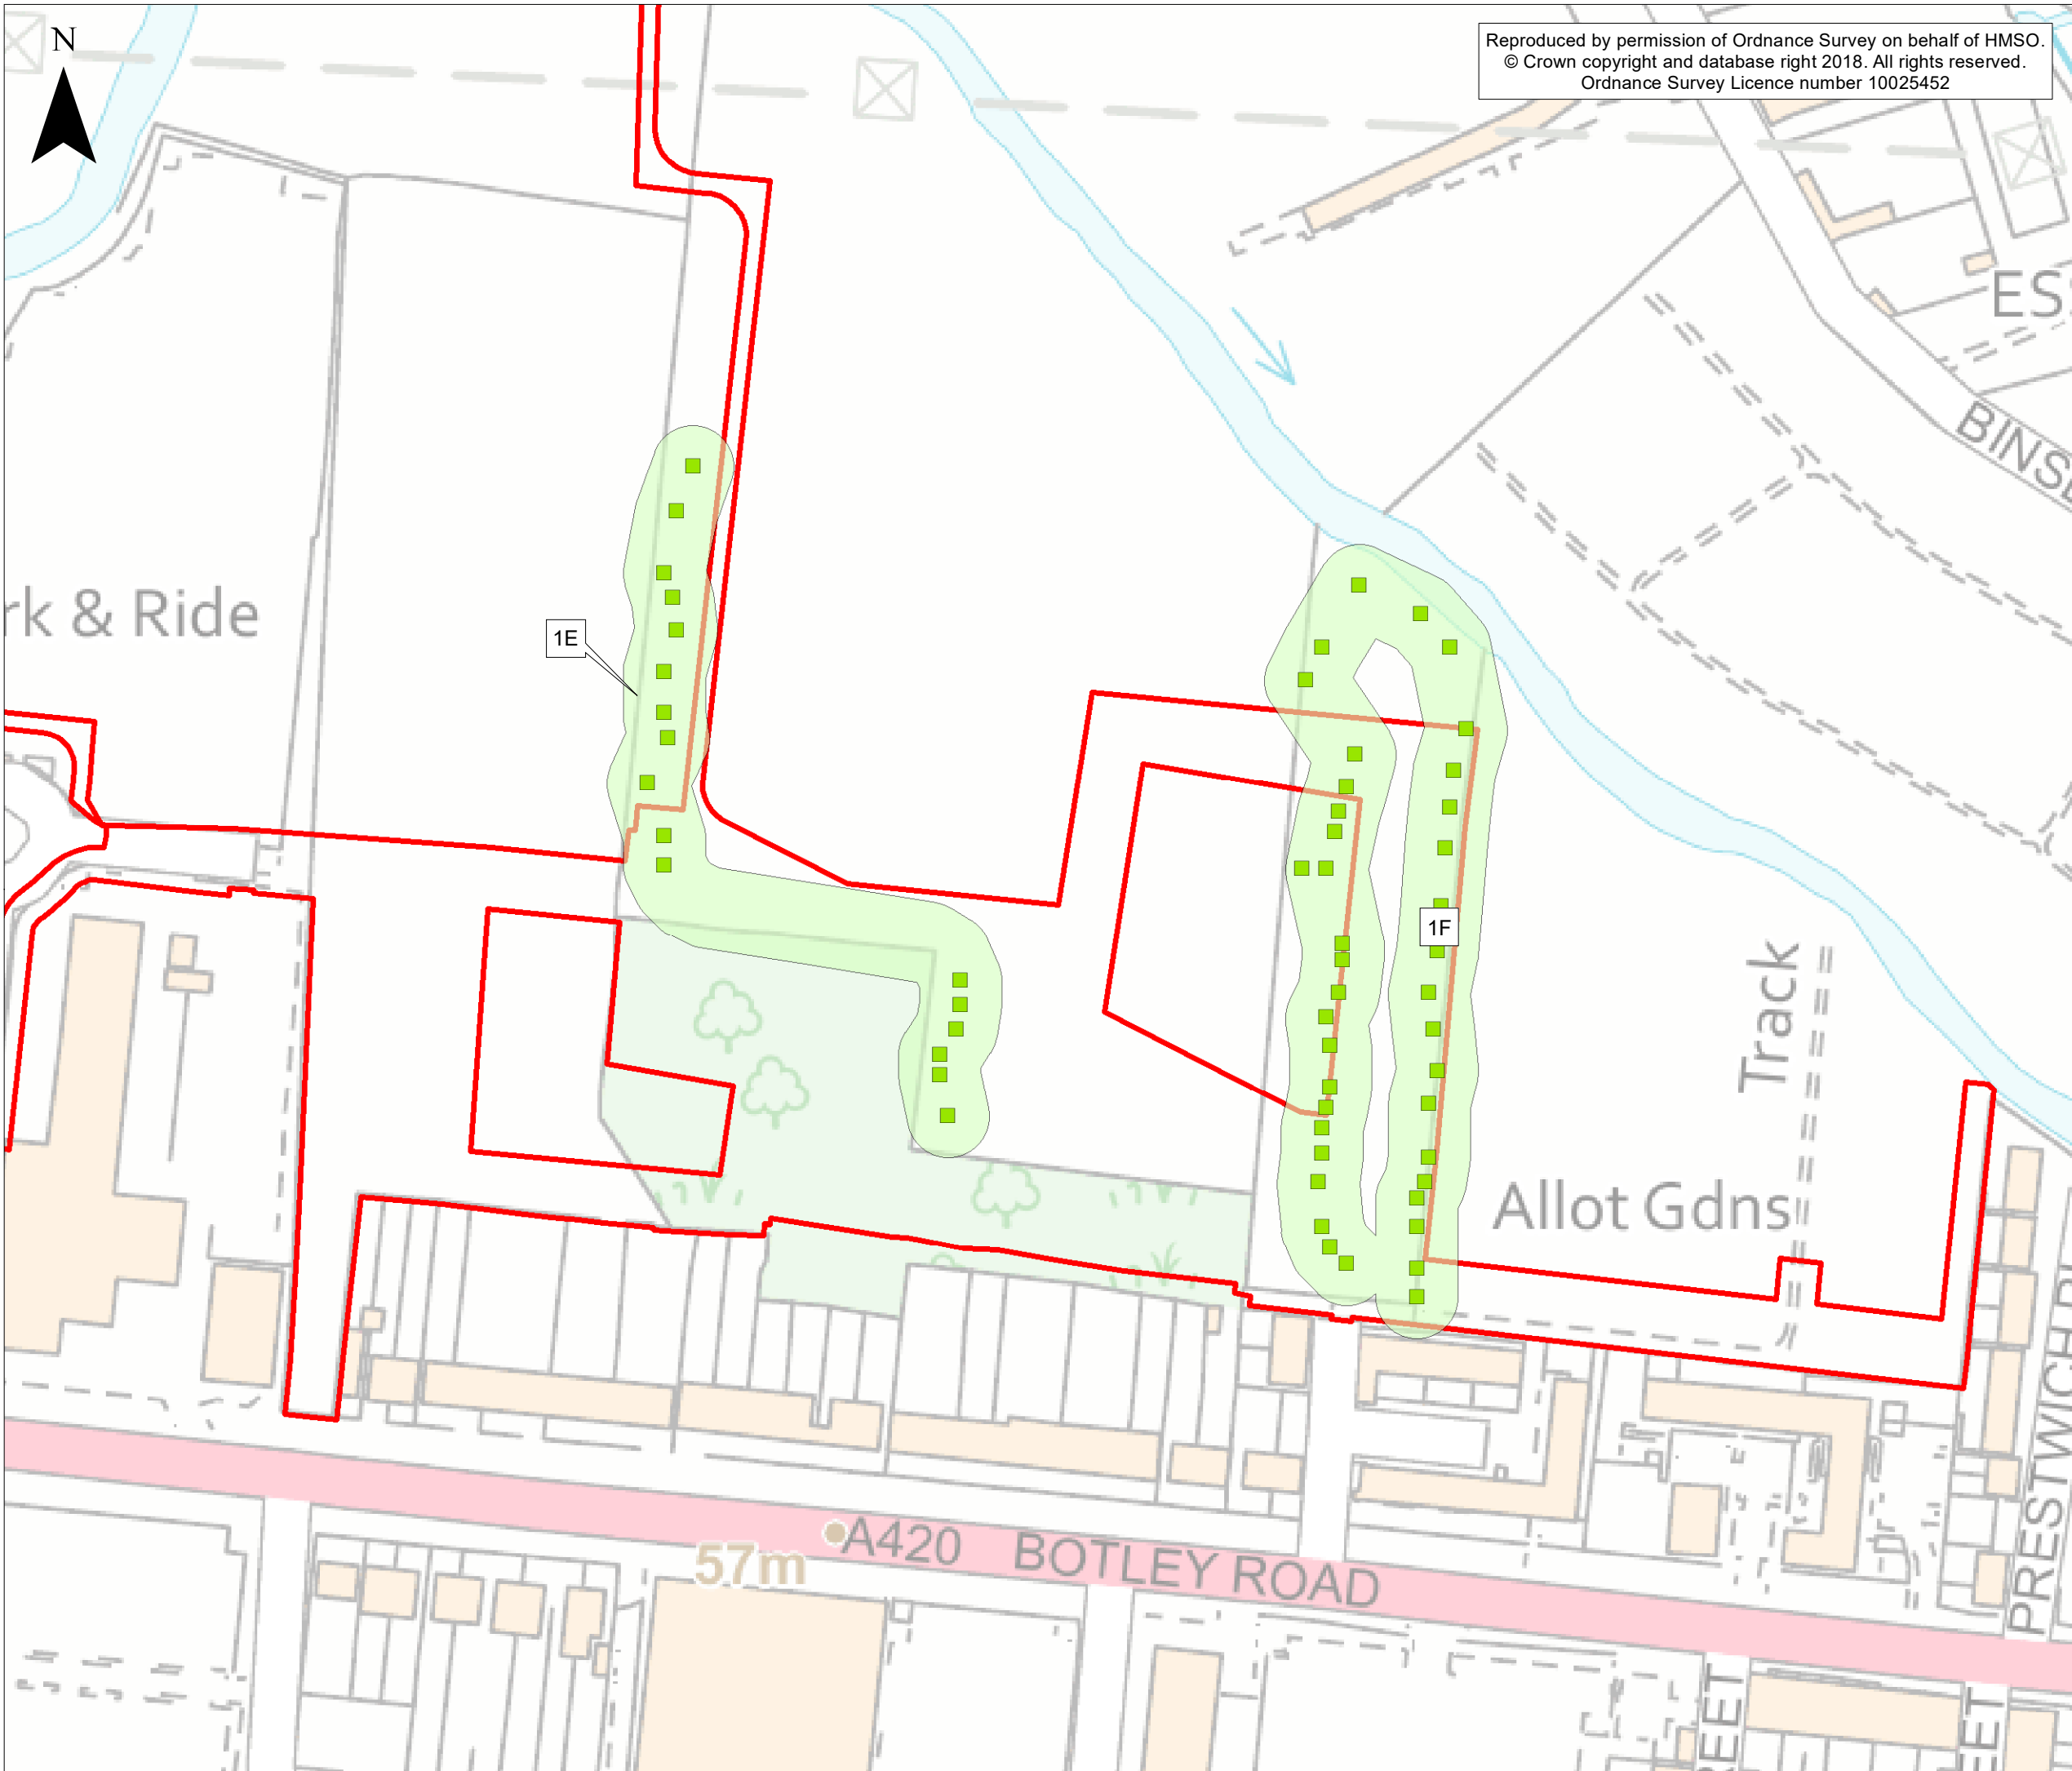 N
Reproduced by permission of Ordnance Survey on behalf of HMSO.
© Crown copyright and database right 2018. All rights reserved.
Ordnance Survey Licence number 10025452
ES
BINS
rk & Ride
1E
1F
Track
Allot Gdns
A420 BOTLEY ROAD
57m
PRESTWICH
REET
EET